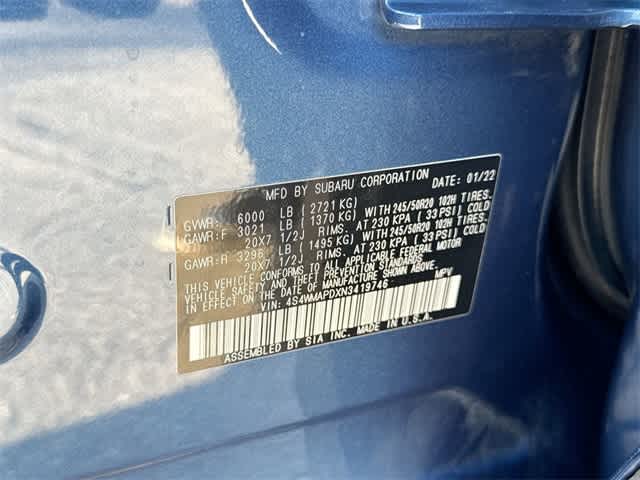 MFD BY SUBARU CORPORATION DATE: 01/22
GVWR: 6000 LB (2721 KG)
GAWR:F 3021 LB (1370 KG) WITH 245/50R20 102H TIRES.
20X7 1/2J RIMS, AT 230 KPA ( 33 PSI) COLD
GAWR:R 3296 LB (1495 KG) WITH 245/50R20 102H TIRES.
20X7 1/2J RIMS, AT 230 KPA ( 33 PSI) COLD
THIS VEHICLE CONFORMS TO ALL APPLICABLE FEDERAL MOTOR
VEHICLE SAFETY AND THEFT PREVENTION STANDARDS
IN EFFECT ON THE DATE OF MANUFACTURE SHOWN ABOVE.
VIN: 4S4WMAPDXN3419746 MPV
ASSEMBLED BY SIA INC. MADE IN U.S.A.